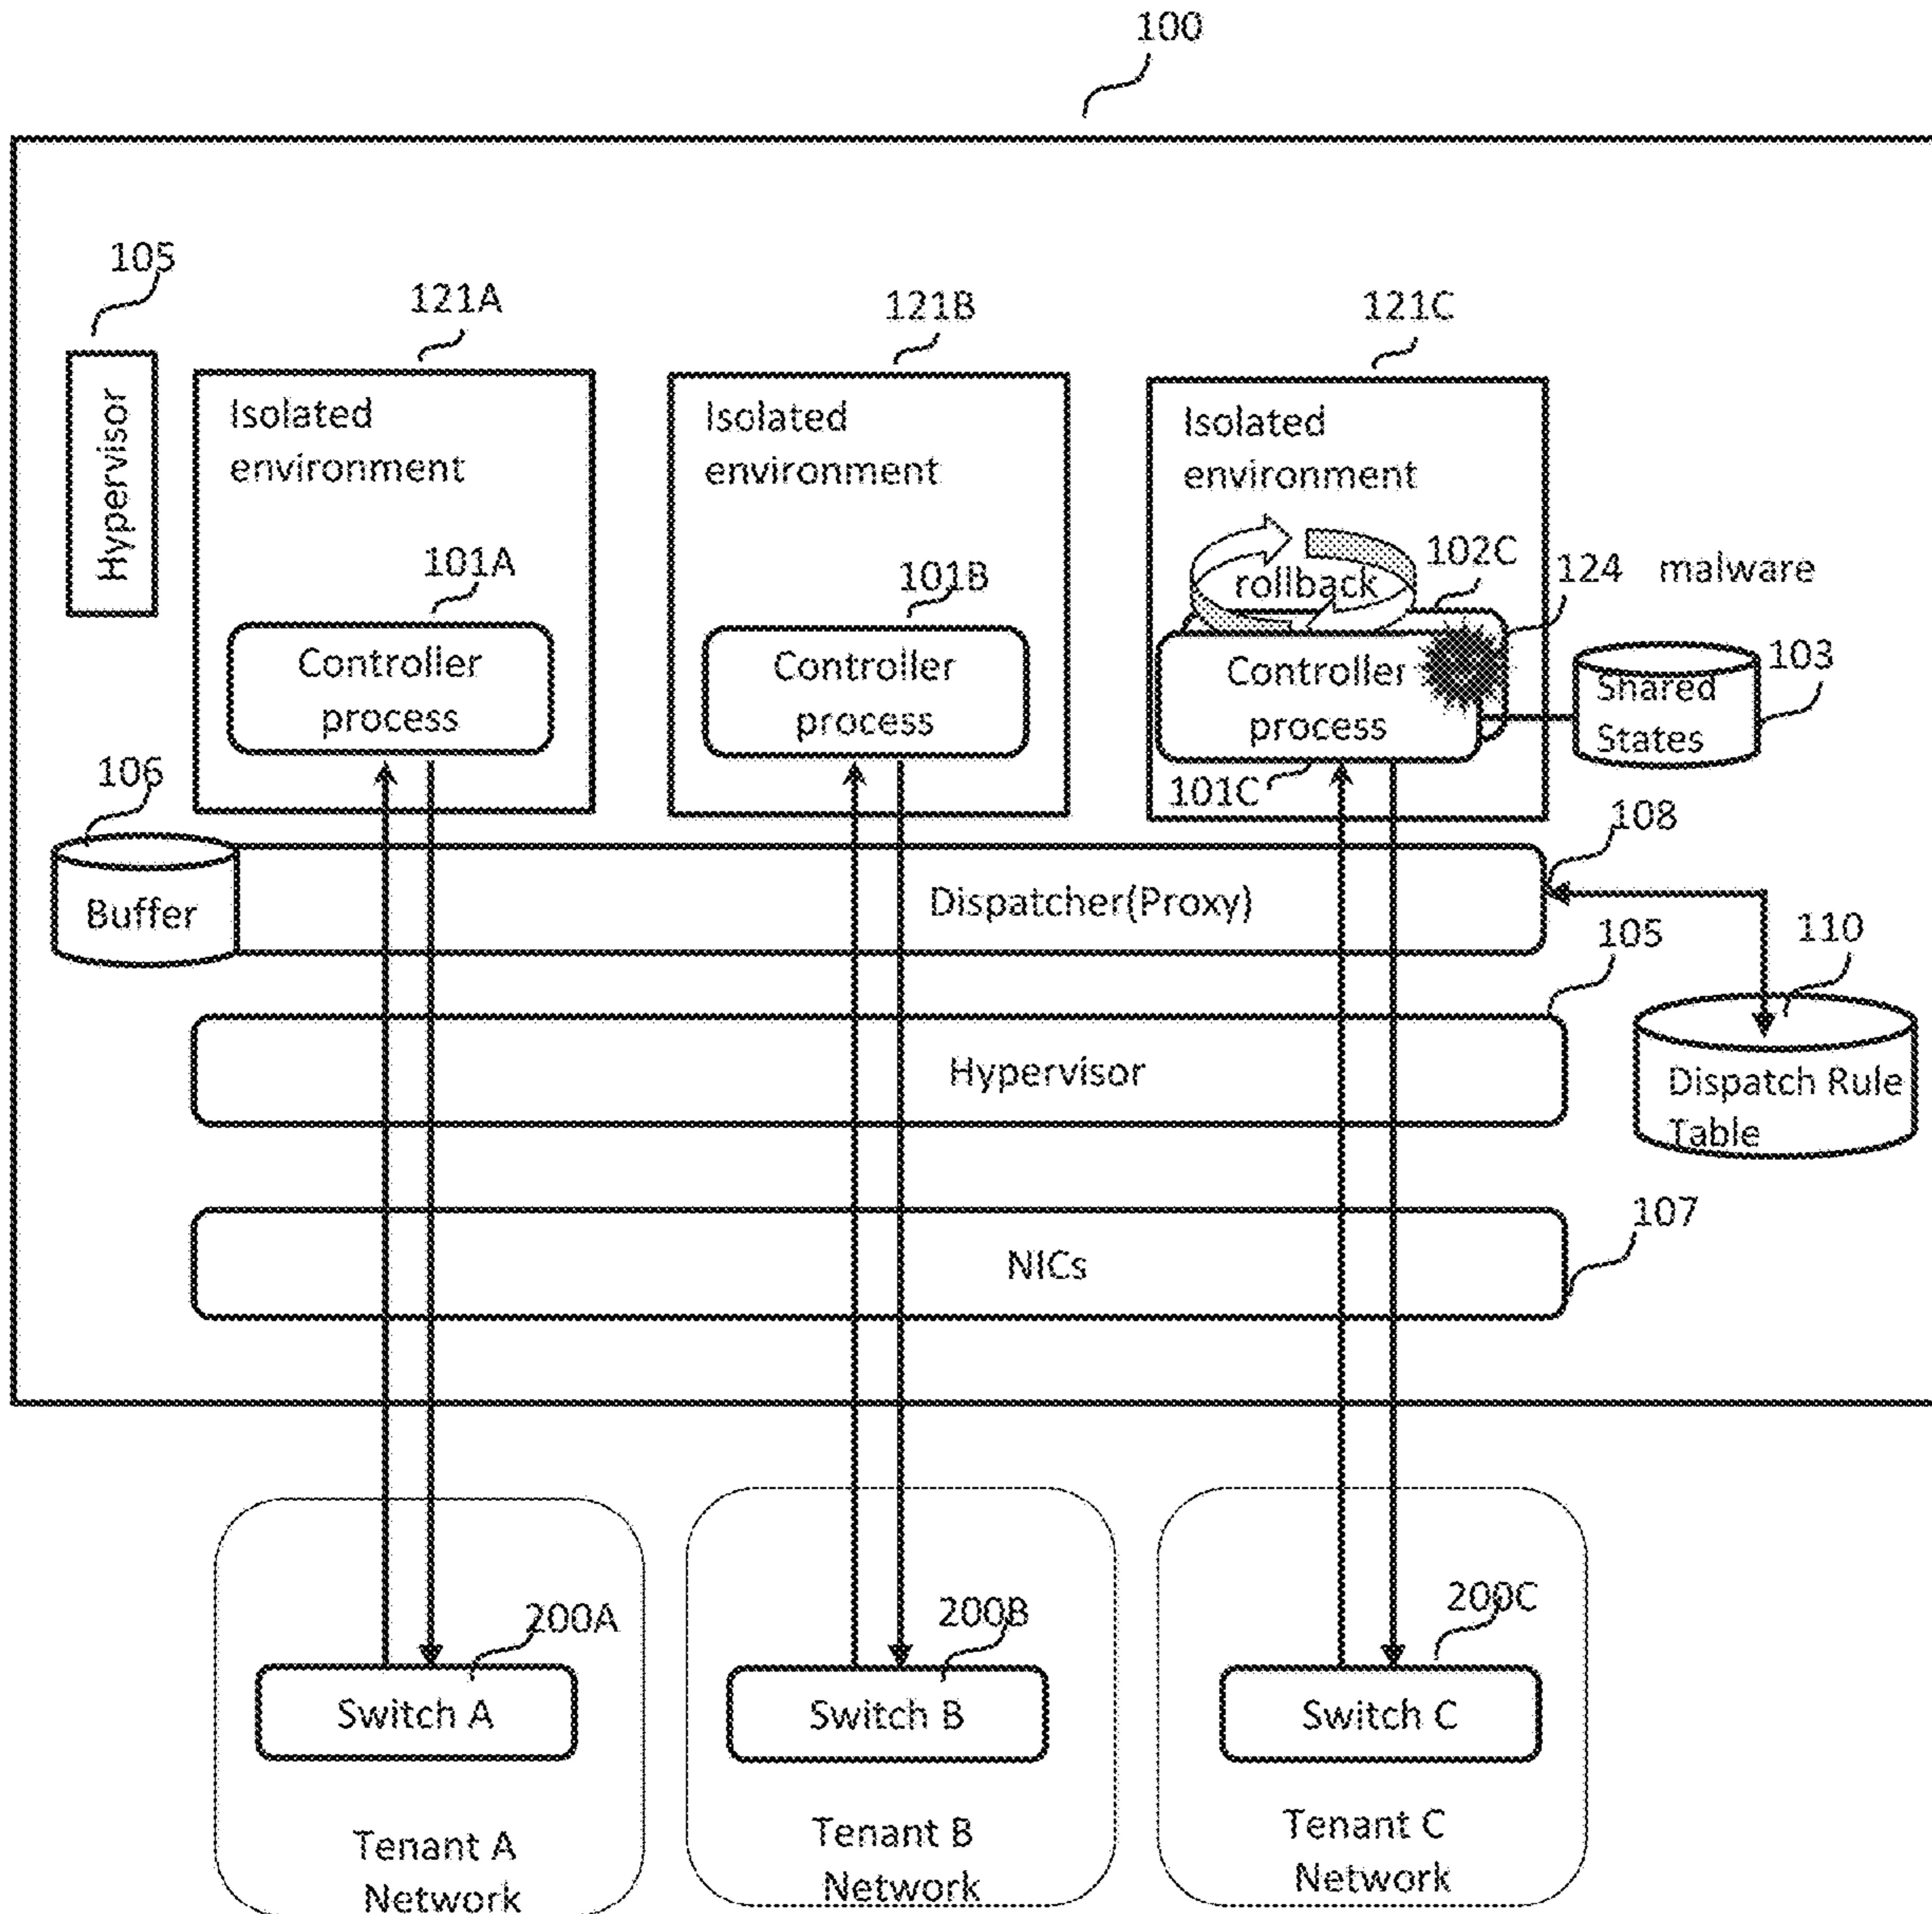 100
105
121A
121B
121C
Hypervisor
Isolated
environment
Isolated
environment
Isolated
environment
101A
101B
rollback
102C
124 malware
Controller
process
Controller
process
Controller
process
Shared
States
103
101C
106
108
Buffer
Dispatcher(Proxy)
105
110
Hypervisor
Dispatch Rule
Table
107
NICs
200A
200B
200C
Switch A
Switch B
Switch C
Tenant A
Network
Tenant B
Network
Tenant C
Network